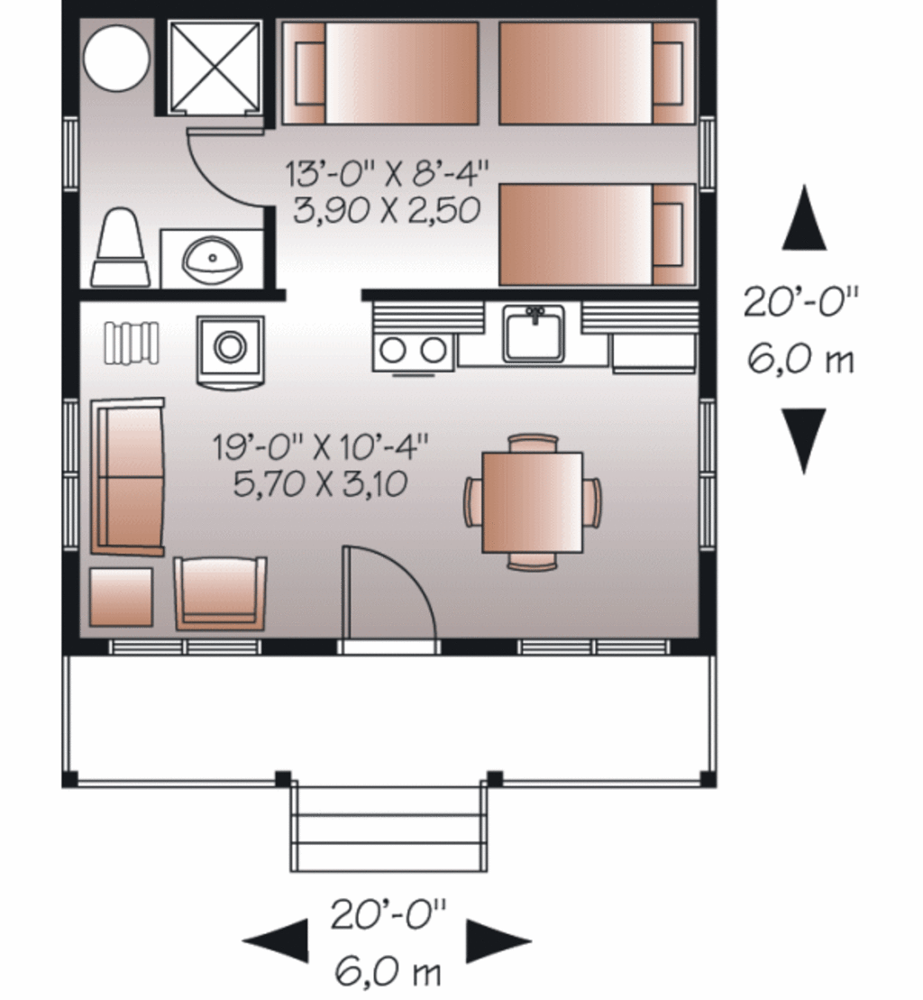 13'-0" X 8'-4"
3,90 X 2,50
20'-0"
6,0 m
19'-0" X 10'-4"
5,70 X 3,10
20'-0"
6,0 m